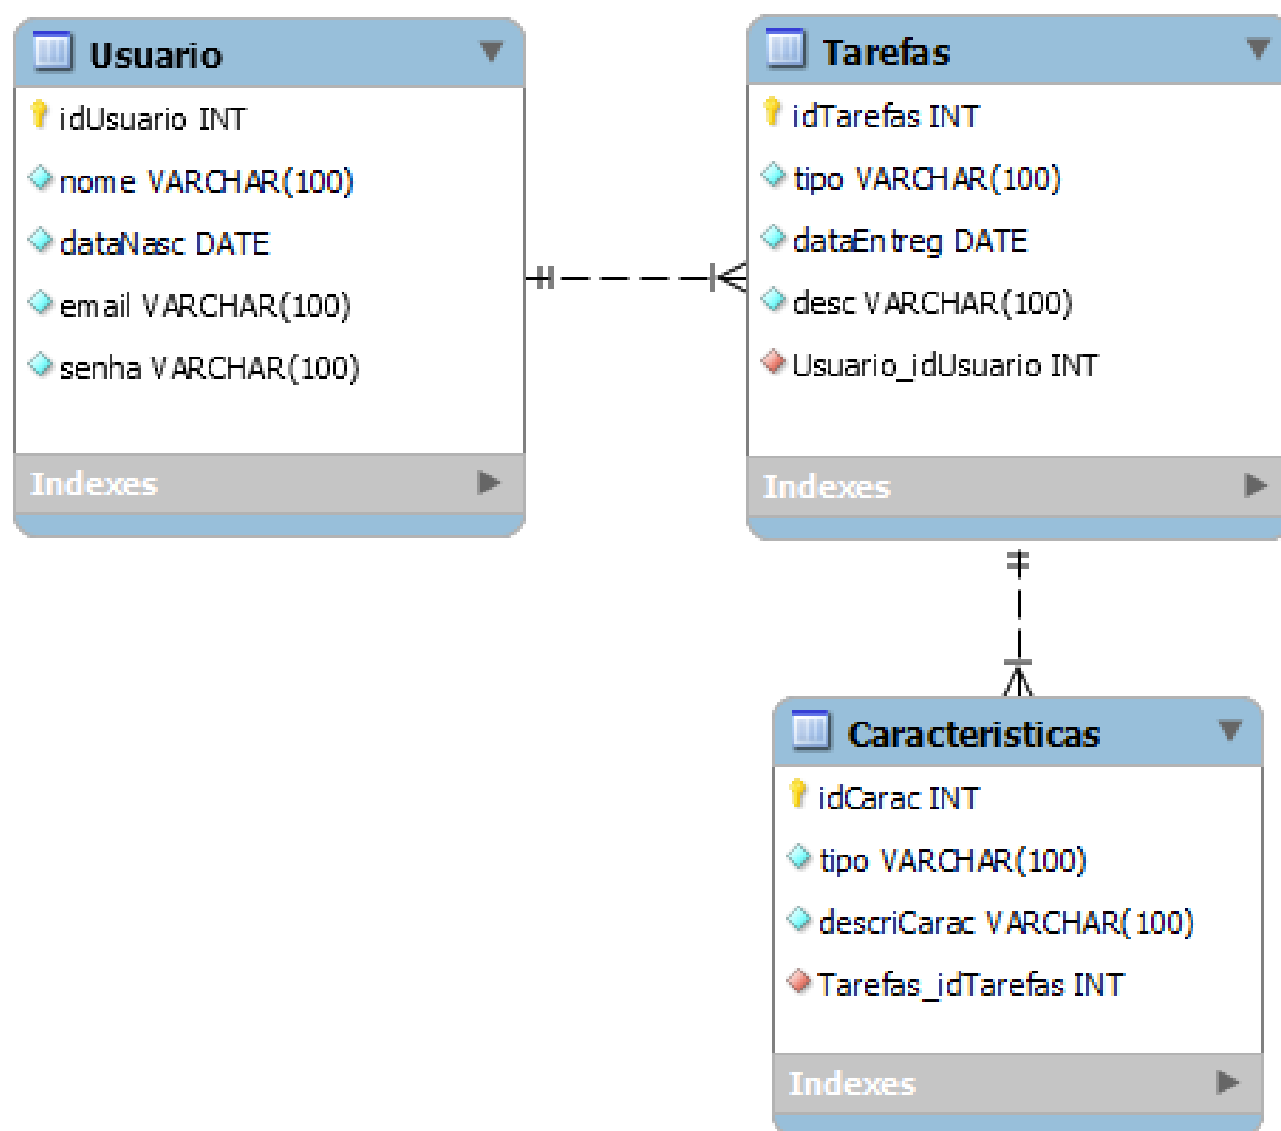 Usuario
idUsuario INT
nome VARCHAR(100)
dataNasc DATE
email VARCHAR(100)
senha VARCHAR(100)
Indexes
Tarefas
idTarefas INT
tipo VARCHAR(100)
dataEntreg DATE
desc VARCHAR(100)
Usuario_idUsuario INT
Indexes
Caracteristicas
idCarac INT
tipo VARCHAR(100)
descriCarac VARCHAR(100)
Tarefas_idTarefas INT
Indexes